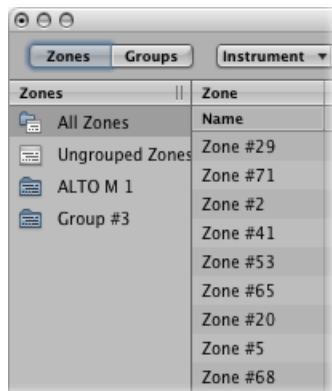 Zones Groups Instrument
Zones
All Zones
Ungrouped Zones
ALTO M 1
Group #3
Zone
Name
Zone #29
Zone #71
Zone #2
Zone #41
Zone #53
Zone #65
Zone #20
Zone #5
Zone #68